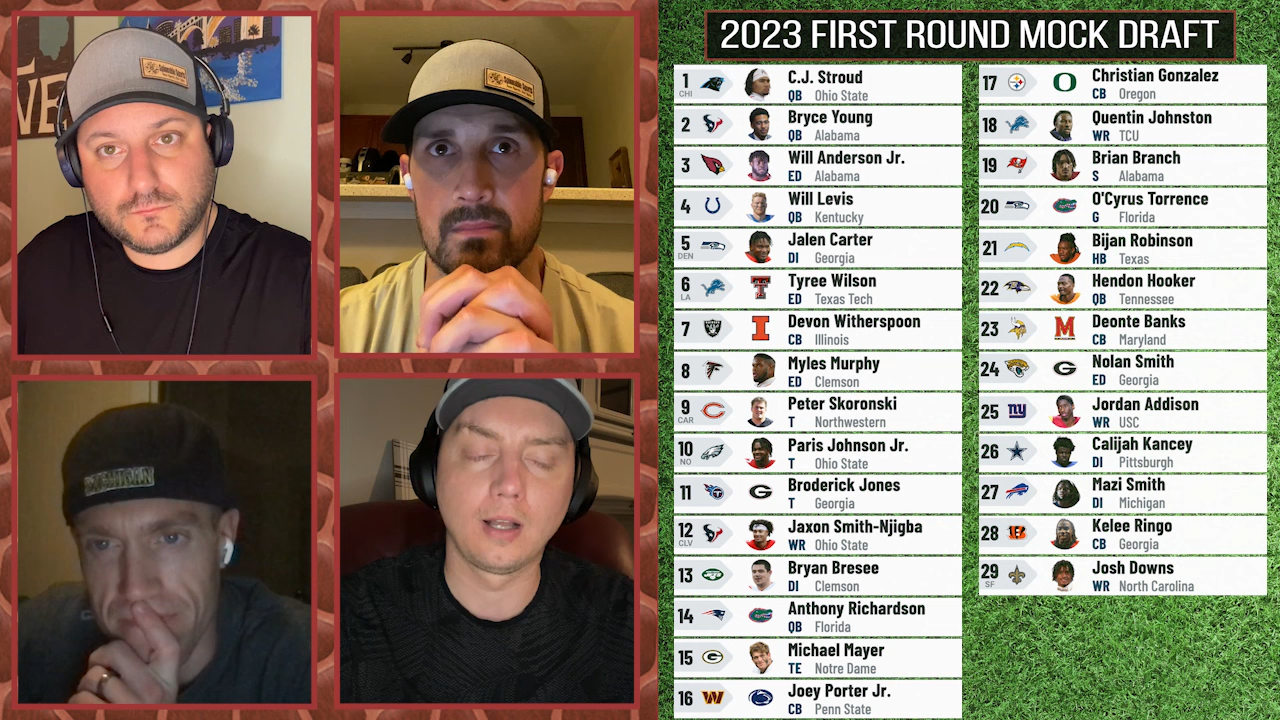 2023 FIRST ROUND MOCK DRAFT
1 C.J. Stroud
CHI QB Ohio State
2 Bryce Young
QB Alabama
3 Will Anderson Jr.
ED Alabama
4 Will Levis
QB Kentucky
5 Jalen Carter
DEN DI Georgia
6 Tyree Wilson
LA ED Texas Tech
7 Devon Witherspoon
CB Illinois
8 Myles Murphy
ED Clemson
9 Peter Skoronski
CAR T Northwestern
10 Paris Johnson Jr.
NO T Ohio State
11 Broderick Jones
T Georgia
12 Jaxon Smith-Njigba
CLV WR Ohio State
13 Bryan Bresee
DI Clemson
14 Anthony Richardson
QB Florida
15 Michael Mayer
TE Notre Dame
16 Joey Porter Jr.
CB Penn State
17 Christian Gonzalez
CB Oregon
18 Quentin Johnston
WR TCU
19 Brian Branch
S Alabama
20 O'Cyrus Torrence
G Florida
21 Bijan Robinson
HB Texas
22 Hendon Hooker
QB Tennessee
23 Deonte Banks
CB Maryland
24 Nolan Smith
ED Georgia
25 Jordan Addison
WR USC
26 Calijah Kancey
DI Pittsburgh
27 Mazi Smith
DI Michigan
28 Kelee Ringo
CB Georgia
29 Josh Downs
SF WR North Carolina